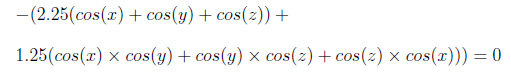 −(2.25(cos(x) + cos(y) + cos(z)) +
1.25(cos(x) × cos(y) + cos(y) × cos(z) + cos(z) × cos(x))) = 0